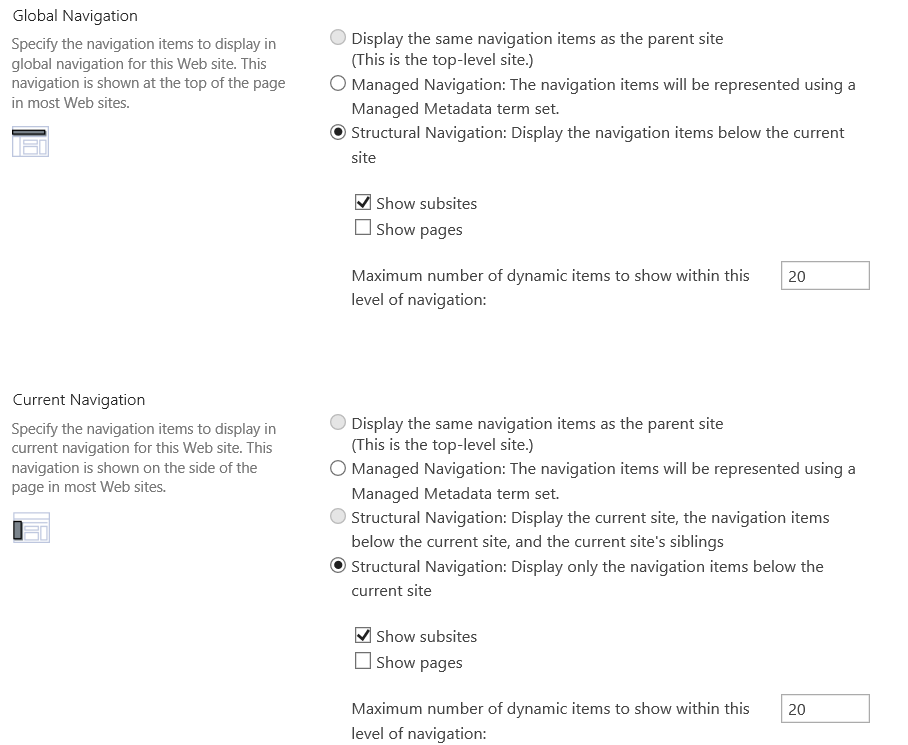 Global Navigation
Specify the navigation items to display in
global navigation for this Web site. This
navigation is shown at the top of the page
in most Web sites.
Display the same navigation items as the parent site
(This is the top-level site.)
Managed Navigation: The navigation items will be represented using a
Managed Metadata term set.
Structural Navigation: Display the navigation items below the current
site
Show subsites
Show pages
Maximum number of dynamic items to show within this
level of navigation:
20
Current Navigation
Specify the navigation items to display in
current navigation for this Web site. This
navigation is shown on the side of the
page in most Web sites.
Display the same navigation items as the parent site
(This is the top-level site.)
Managed Navigation: The navigation items will be represented using a
Managed Metadata term set.
Structural Navigation: Display the current site, the navigation items
below the current site, and the current site's siblings
Structural Navigation: Display only the navigation items below the
current site
Show subsites
Show pages
Maximum number of dynamic items to show within this
level of navigation:
20